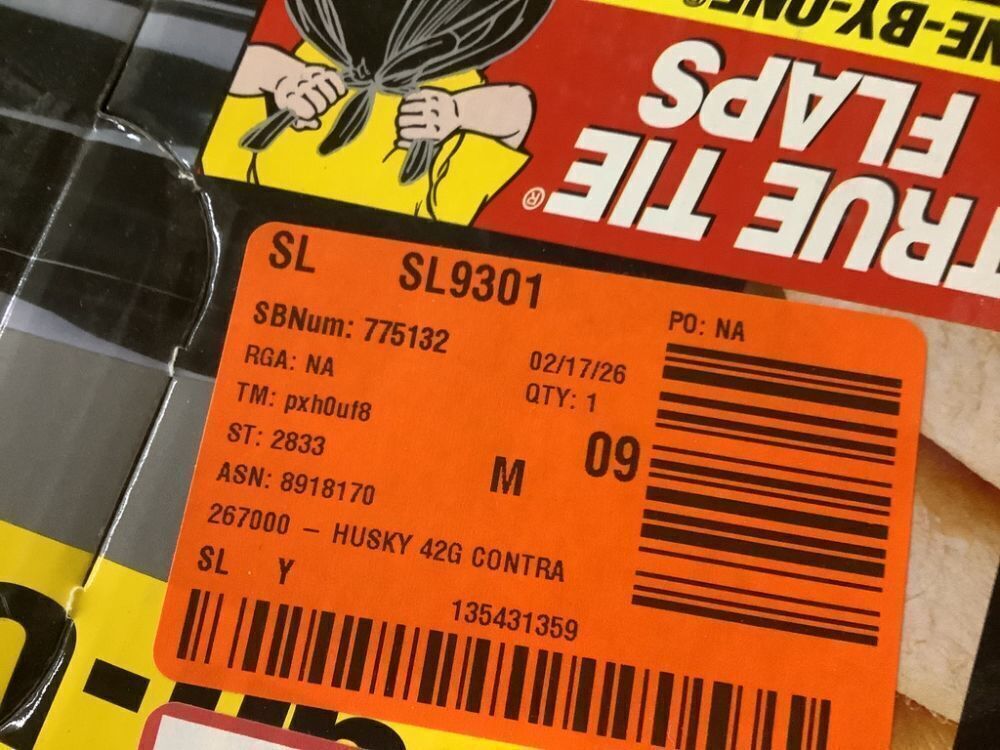 NE-BY-ONE®
TRUE TIE®
FLAPS
SL SL9301
SBNum: 775132
PO: NA
RGA: NA
02/17/26
TM: pxh0uf8
QTY: 1
ST: 2833
M 09
ASN: 8918170
267000 - HUSKY 42G CONTRA
SL Y
135431359